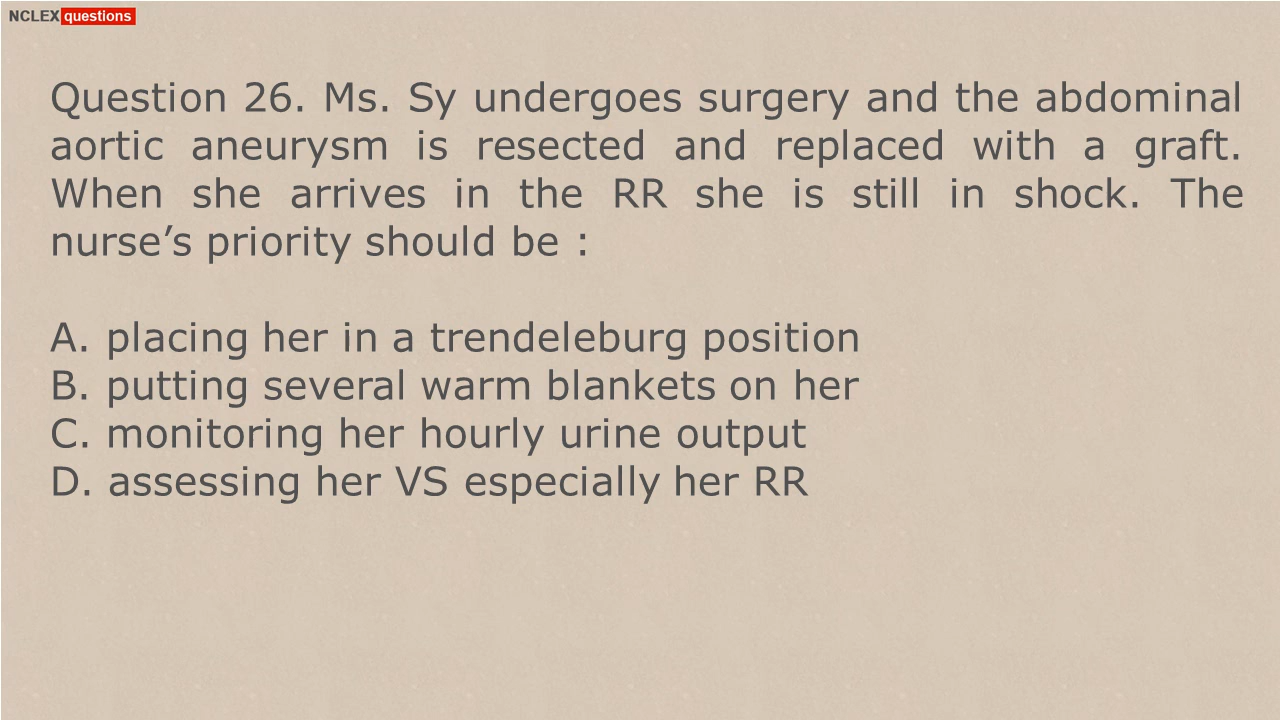 NCLEX questions
Question 26. Ms. Sy undergoes surgery and the abdominal
aortic aneurysm is resected and replaced with a graft.
When she arrives in the RR she is still in shock. The
nurse’s priority should be :
A. placing her in a trendeleburg position
B. putting several warm blankets on her
C. monitoring her hourly urine output
D. assessing her VS especially her RR